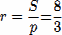 r = S/p = 8/3